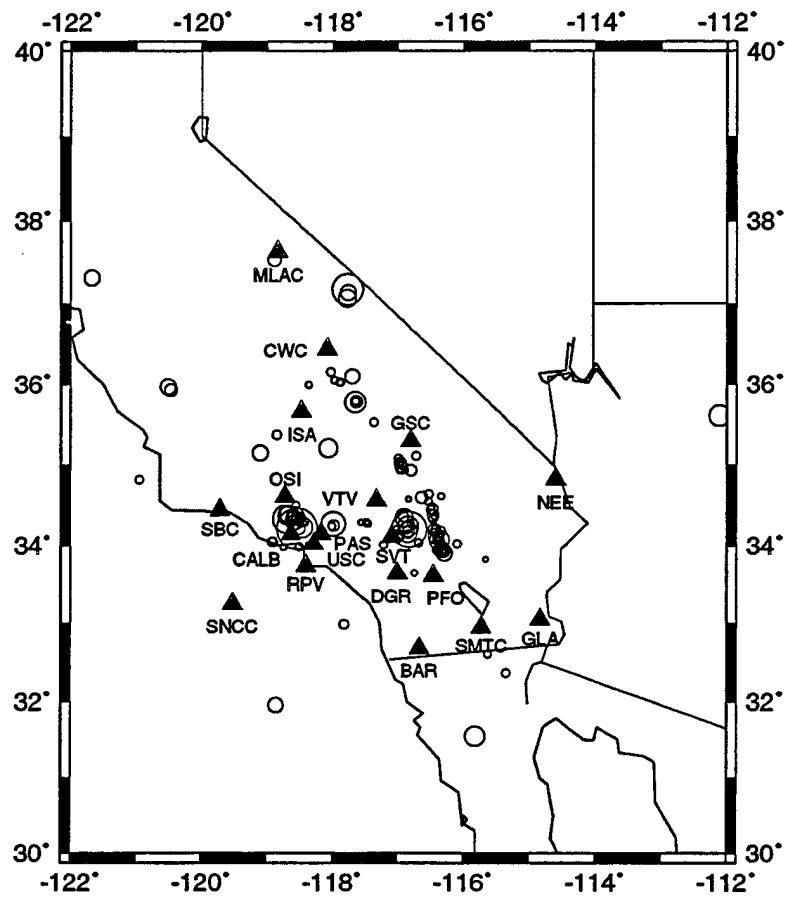 -122° -120° -118° -116° -114° -112°
40° 40°
38° 38°
MLAC
CWC
36° 36°
ISA GSC
OSI VTV NEE
SBC
34° PAS 34°
CALB USC SVT
RPV DGR PFO
SNCC GLA
SMTC
BAR
32° 32°
30° 30°
-122° -120° -118° -116° -114° -112°